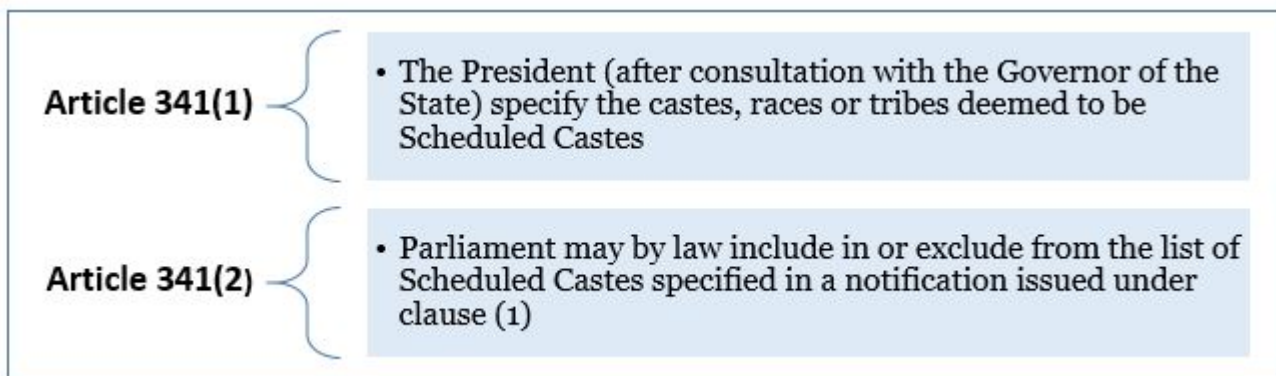 Article 341(1)
• The President (after consultation with the Governor of the
State) specify the castes, races or tribes deemed to be
Scheduled Castes
Article 341(2)
• Parliament may by law include in or exclude from the list of
Scheduled Castes specified in a notification issued under
clause (1)